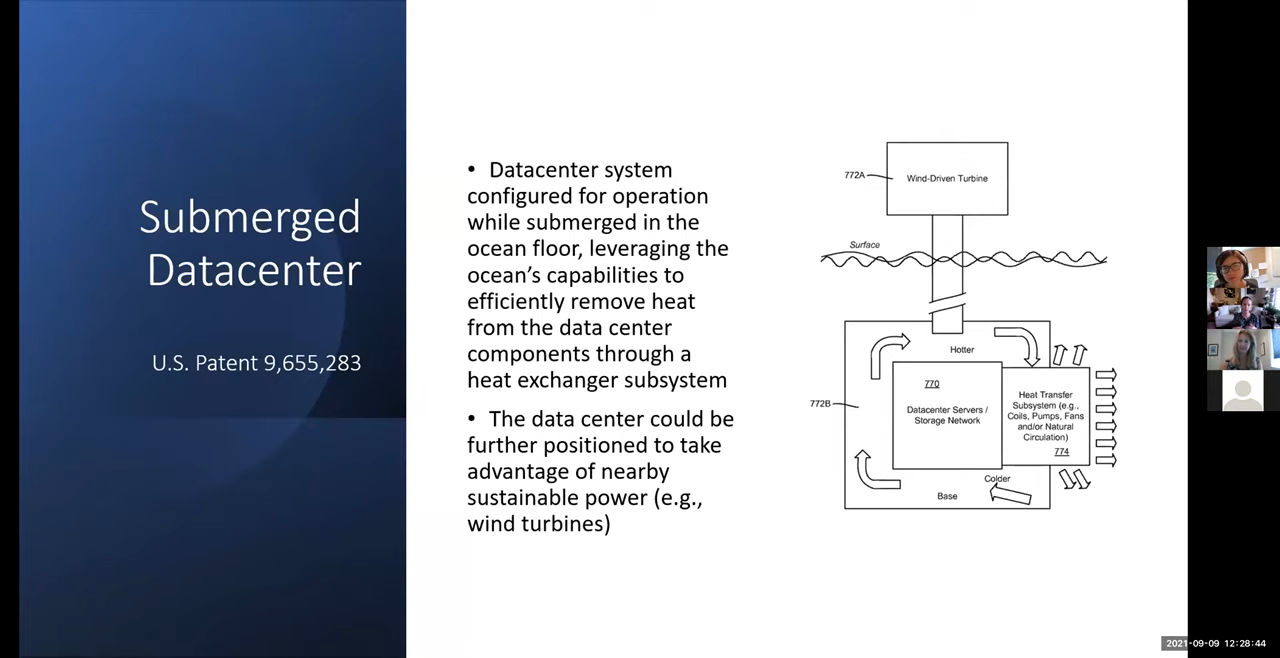 Submerged
Datacenter
U.S. Patent 9,655,283
• Datacenter system
configured for operation
while submerged in the
ocean floor, leveraging the
ocean’s capabilities to
efficiently remove heat
from the data center
components through a
heat exchanger subsystem
• The data center could be
further positioned to take
advantage of nearby
sustainable power (e.g.,
wind turbines)
772A
Wind-Driven Turbine
Surface
Hotter
770
Datacenter Servers /
Storage Network
772B
Heat Transfer
Subsystem (e.g.,
Coils, Pumps, Fans
and/or Natural
Circulation)
774
Colder
Base
2021-09-09 12:28:44